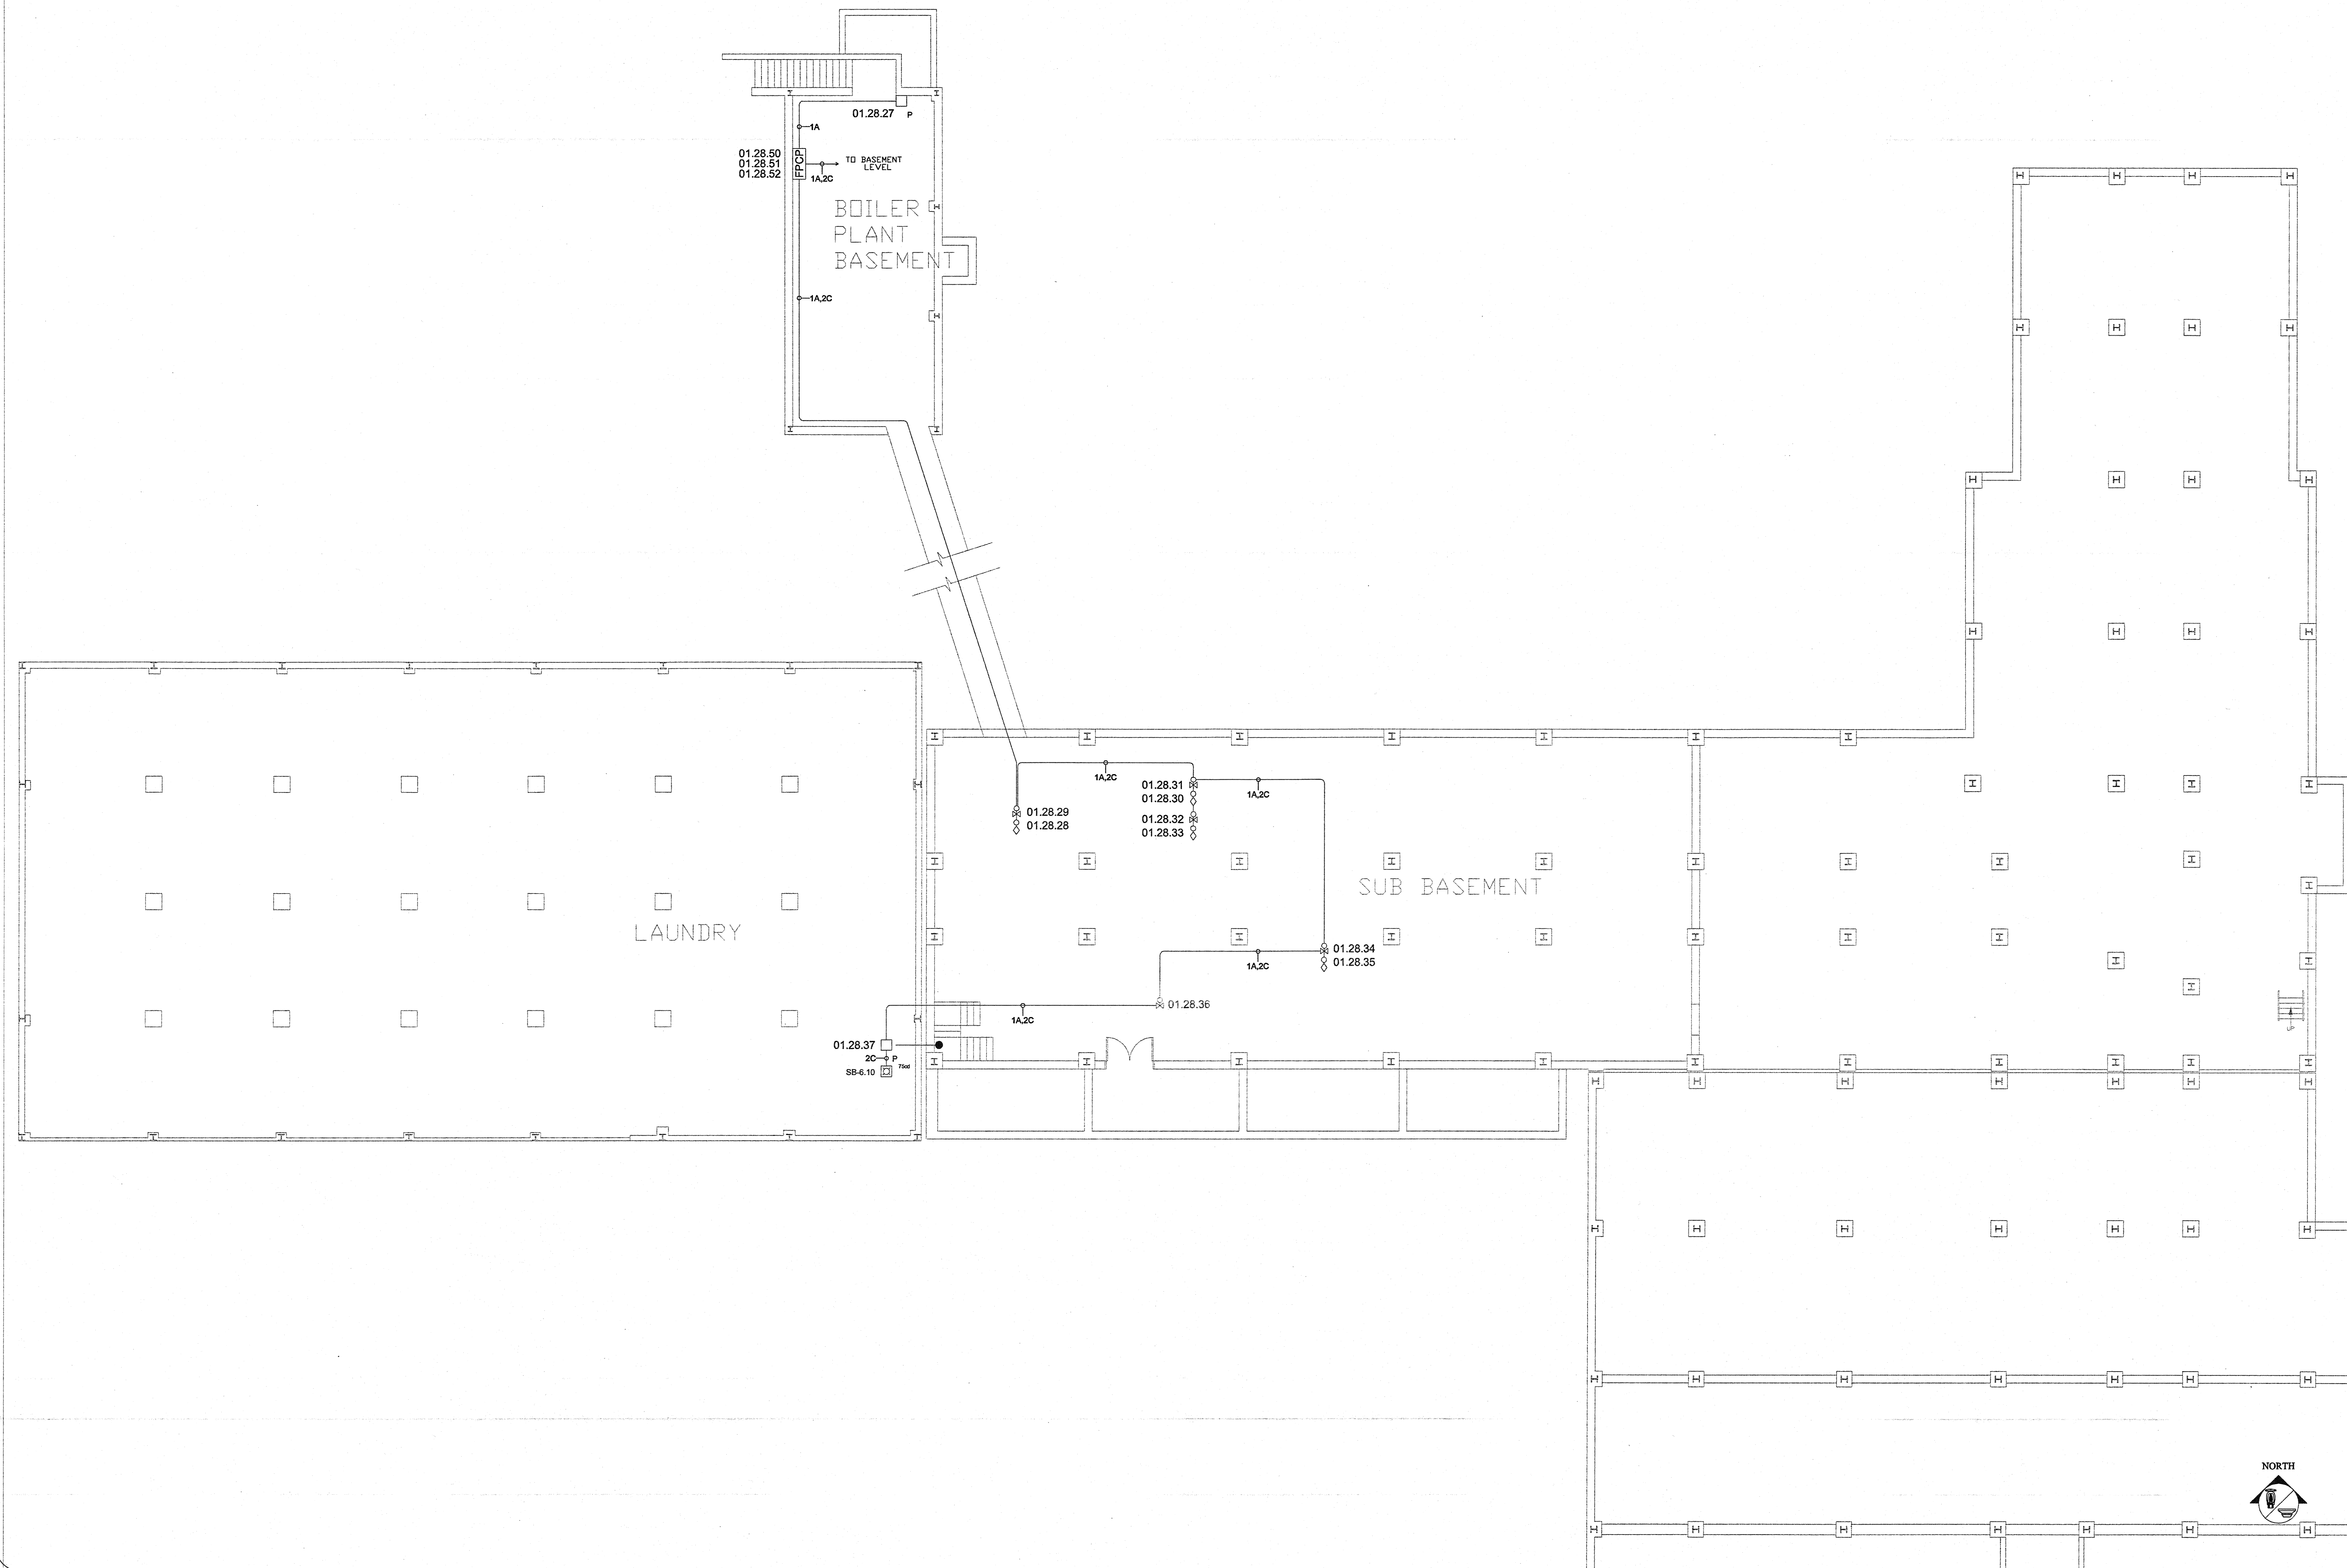 01.28.27 P
1A
01.28.50
01.28.51
01.28.52
FPCP
TO BASEMENT
LEVEL
1A,2C
BOILER
PLANT
BASEMENT
1A,2C
1A,2C
01.28.31
01.28.30
01.28.32
01.28.33
1A,2C
01.28.29
01.28.28
SUB BASEMENT
LAUNDRY
01.28.34
01.28.35
1A,2C
01.28.36
1A,2C
01.28.37
2C P
75cd
SB-6.10
UP
NORTH